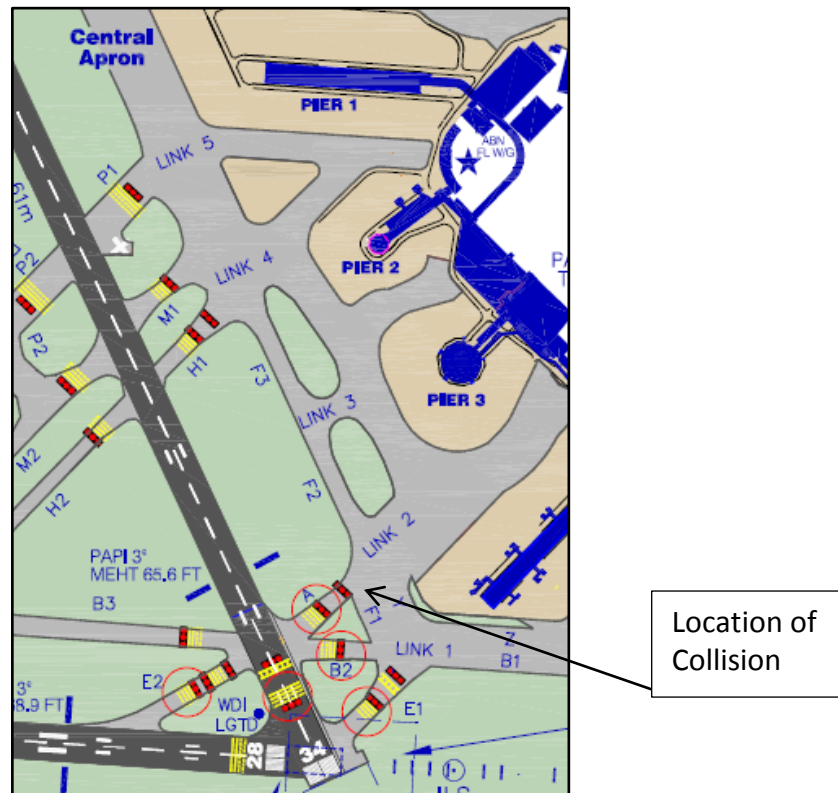 Central
Apron
PIER 1
ABN
FL W/G
LINK 5
P1
61m
P2
LINK 4
PIER 2
M1
P2
H1
F3
PIER 3
LINK 3
M2
H2
F2
LINK 2
PAPI 3°
MEHT 65.6 FT
B3
A
F1
Location of
Collision
LINK 1
Z
B1
B2
E2
3°
8.9 FT
WDI
LGTD
E1
28
34